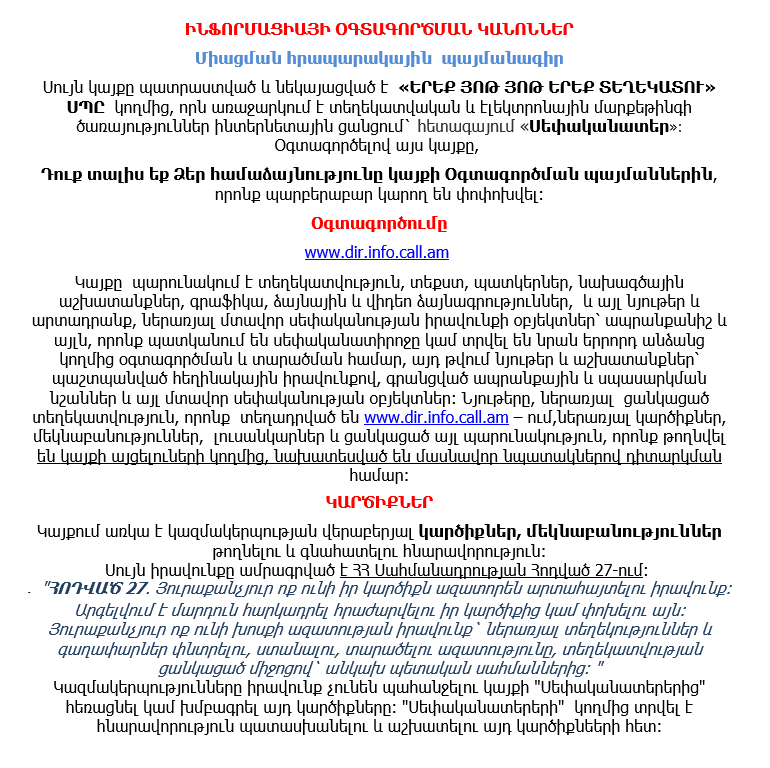 ԻՆՖՈՐՄԱՑԻԱՅԻ ՕԳՏԱԳՈՐԾՄԱՆ ԿԱՆՈՆՆԵՐ
Միացման հրապարակային պայմանագիր
Սույն կայքը պատրաստված և նեկայացված է «ԵՐԵՔ ՅՈԹ ՅՈԹ ԵՐԵՔ ՏԵՂԵԿԱՏՈՒ»
ՍՊԸ կողմից, որն առաջարկում է տեղեկատվական և էլեկտրոնային մարքեթինգի
ծառայություններ ինտերնետային ցանցում` հետագայում «Սեփականատեր»:
Օգտագործելով այս կայքը,
Դուք տալիս եք Ձեր համաձայնությունը կայքի Օգտագործման պայմաններին,
որոնք պարբերաբար կարող են փոփոխվել:
Օգտագործումը
www.dir.info.call.am
Կայքը պարունակում է տեղեկատվություն, տեքստ, պատկերներ, նախագծային
աշխատանքներ, գրաֆիկա, ձայնային և վիդեո ձայնագրություններ, և այլ նյութեր և
արտադրանք, ներառյալ մտավոր սեփականության իրավունքի օբյեկտներ` ապրանքանիշ և
այլն, որոնք պատկանում են սեփականատիրոջը կամ տրվել են նրան երրորդ անձանց
կողմից օգտագործման և տարածման համար, այդ թվում նյութեր և աշխատանքներ`
պաշտպանված հեղինակային իրավունքով, գրանցված ապրանքային և սպասարկման
նշաններ և այլ մտավոր սեփականության օբյեկտներ: Նյութերը, ներառյալ ցանկացած
տեղեկատվություն, որոնք տեղադրված են www.dir.info.call.am – ում,ներառյալ կարծիքներ,
մեկնաբանություններ, լուսանկարներ և ցանկացած այլ պարունակություն, որոնք թողնվել
են կայքի այցելուների կողմից, նախատեսված են մասնավոր նպատակներով դիտարկման
համար:
ԿԱՐԾԻՔՆԵՐ
Կայքում առկա է կազմակերպության վերաբերյալ կարծիքներ, մեկնաբանություններ
թողնելու և գնահատելու հնարավորություն:
Սույն իրավունքը ամրագրված է ՀՀ Սահմանադրության Հոդված 27-ում:
. "ՀՈԴՎԱԾ 27. Յուրաքանչյուր ոք ունի իր կարծիքն ազատորեն արտահայտելու իրավունք:
Արգելվում է մարդուն հարկադրել հրաժարվելու իր կարծիքից կամ փոխելու այն:
Յուրաքանչյուր ոք ունի խոսքի ազատության իրավունք` ներառյալ տեղեկություններ և
գաղափարներ փնտրելու, ստանալու, տարածելու ազատությունը, տեղեկատվության
ցանկացած միջոցով` անկախ պետական սահմաններից: "
Կազմակերպությունները իրավունք չունեն պահանջելու կայքի "Սեփականատերերից"
հեռացնել կամ խմբագրել այդ կարծիքները: "Սեփականատերերի" կողմից տրվել է
հնարավորություն պատասխանելու և աշխատելու այդ կարծիքնեերի հետ: